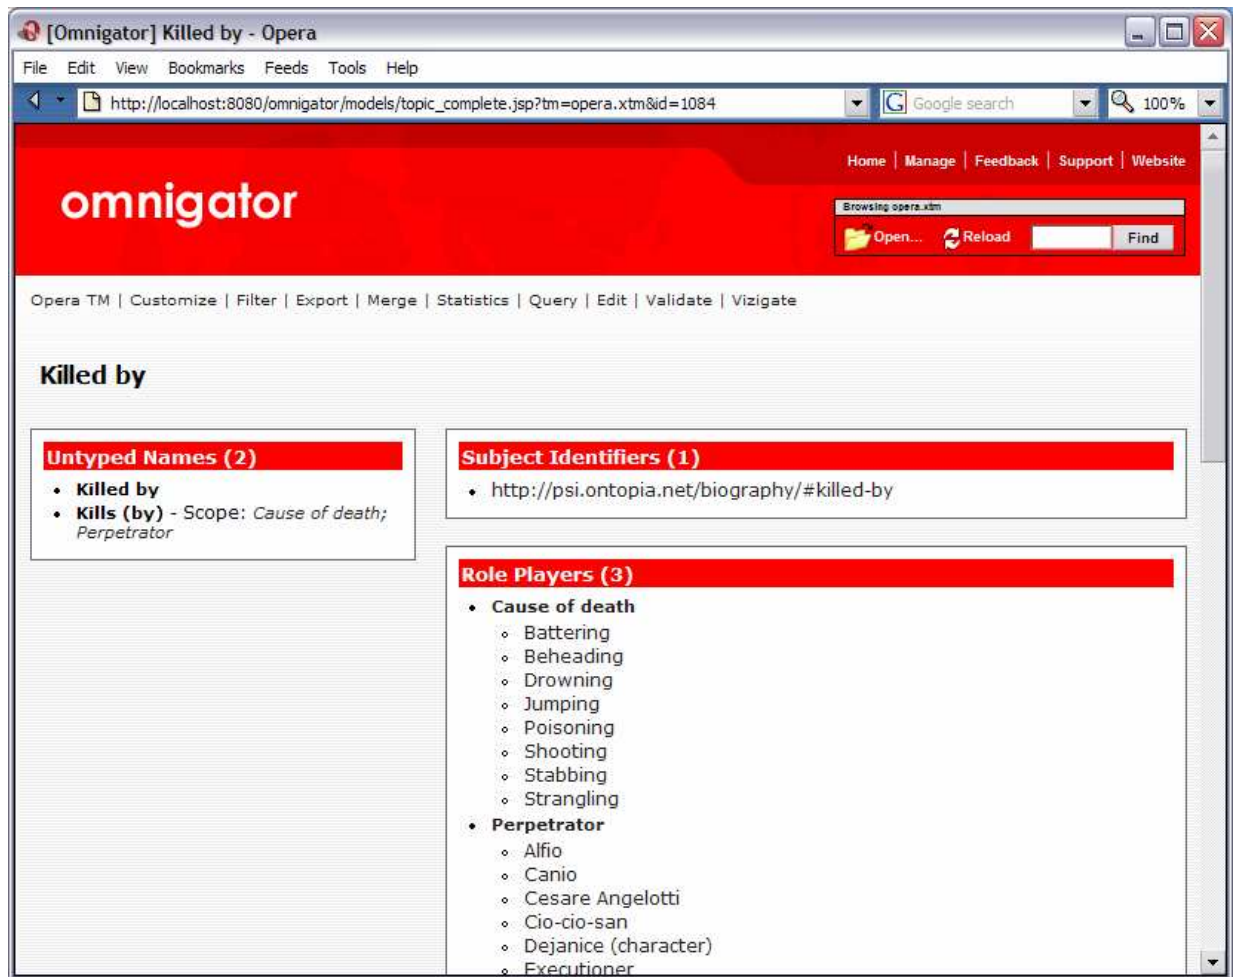 [Omnigator] Killed by - Opera
File Edit View Bookmarks Feeds Tools Help
http://localhost:8080/omnigator/models/topic_complete.jsp?tm=opera.xtm&id=1084 Google search 100%
Home | Manage | Feedback | Support | Website
omnigator
Browsing opera.xtm
Open... Reload Find
Opera TM | Customize | Filter | Export | Merge | Statistics | Query | Edit | Validate | Vizigate
Killed by
Untyped Names (2)
• Killed by
• Kills (by) - Scope: Cause of death;
Perpetrator
Subject Identifiers (1)
• http://psi.ontopia.net/biography/#killed-by
Role Players (3)
• Cause of death
◦ Battering
◦ Beheading
◦ Drowning
◦ Jumping
◦ Poisoning
◦ Shooting
◦ Stabbing
◦ Strangling
• Perpetrator
◦ Alfio
◦ Canio
◦ Cesare Angelotti
◦ Cio-cio-san
◦ Dejanice (character)
◦ Executioner